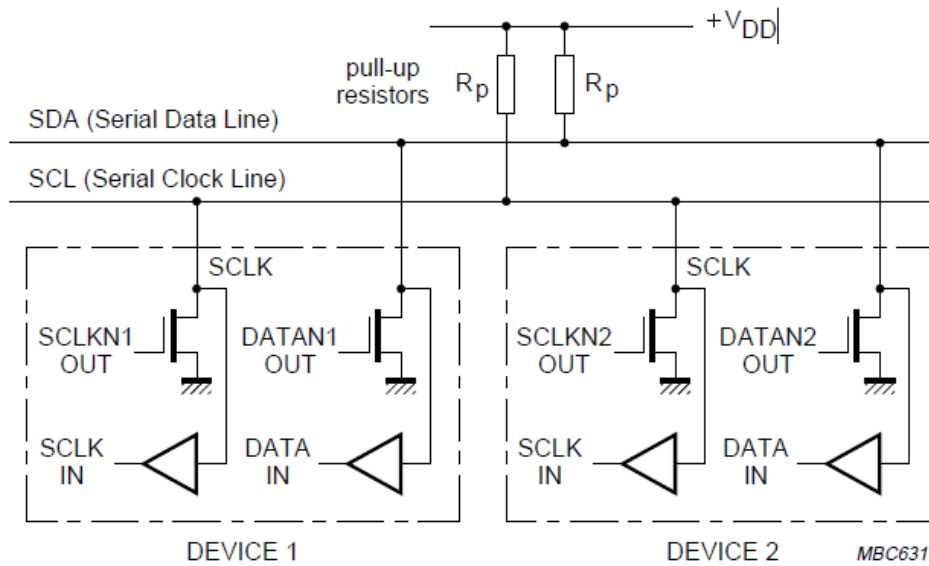 +VDD
pull-up
resistors
Rp
Rp
SDA (Serial Data Line)
SCL (Serial Clock Line)
SCLK
SCLK
SCLKN1
OUT
DATAN1
OUT
SCLKN2
OUT
DATAN2
OUT
SCLK
IN
DATA
IN
SCLK
IN
DATA
IN
DEVICE 1
DEVICE 2
MBC631